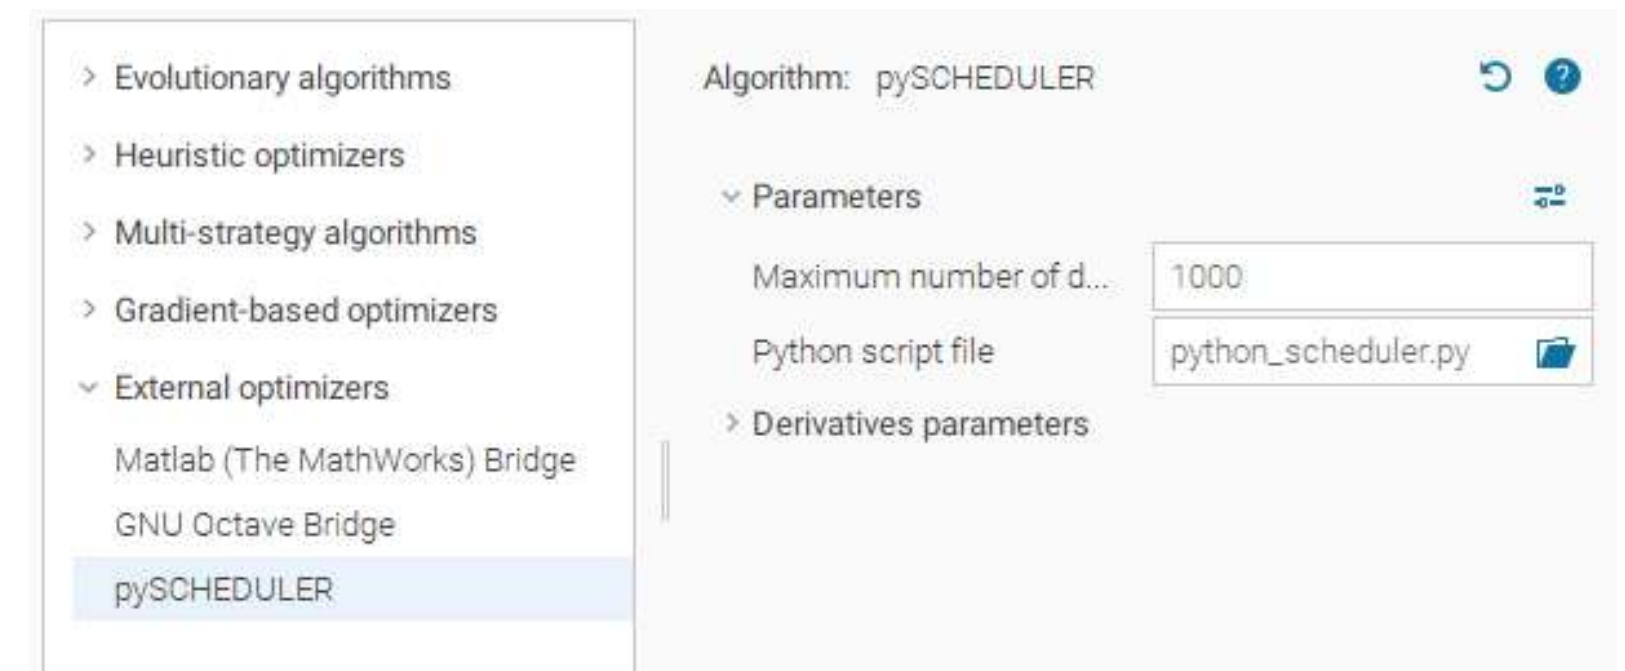 Evolutionary algorithms
Heuristic optimizers
Multi-strategy algorithms
Gradient-based optimizers
External optimizers
Matlab (The MathWorks) Bridge
GNU Octave Bridge
pySCHEDULER
Algorithm: pySCHEDULER
?
Parameters
Maximum number of d... 1000
Python script file python_scheduler.py
Derivatives parameters